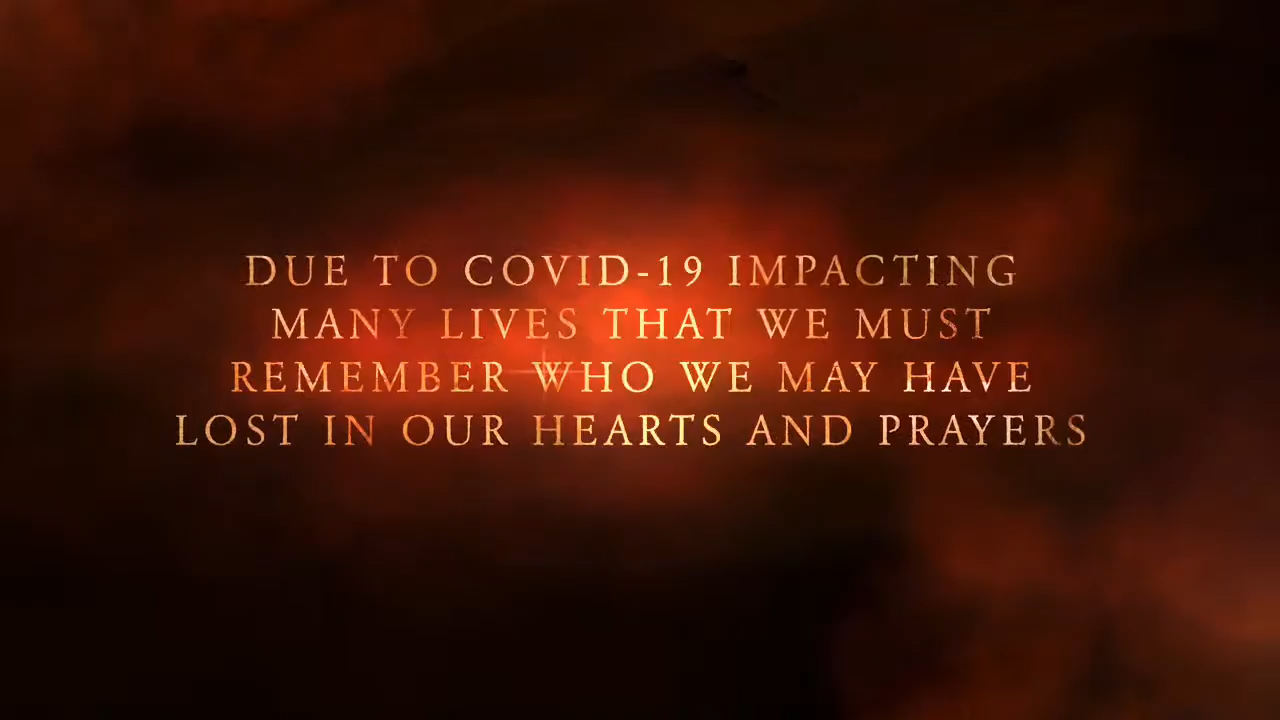 DUE TO COVID-19 IMPACTING
MANY LIVES THAT WE MUST
REMEMBER WHO WE MAY HAVE
LOST IN OUR HEARTS AND PRAYERS